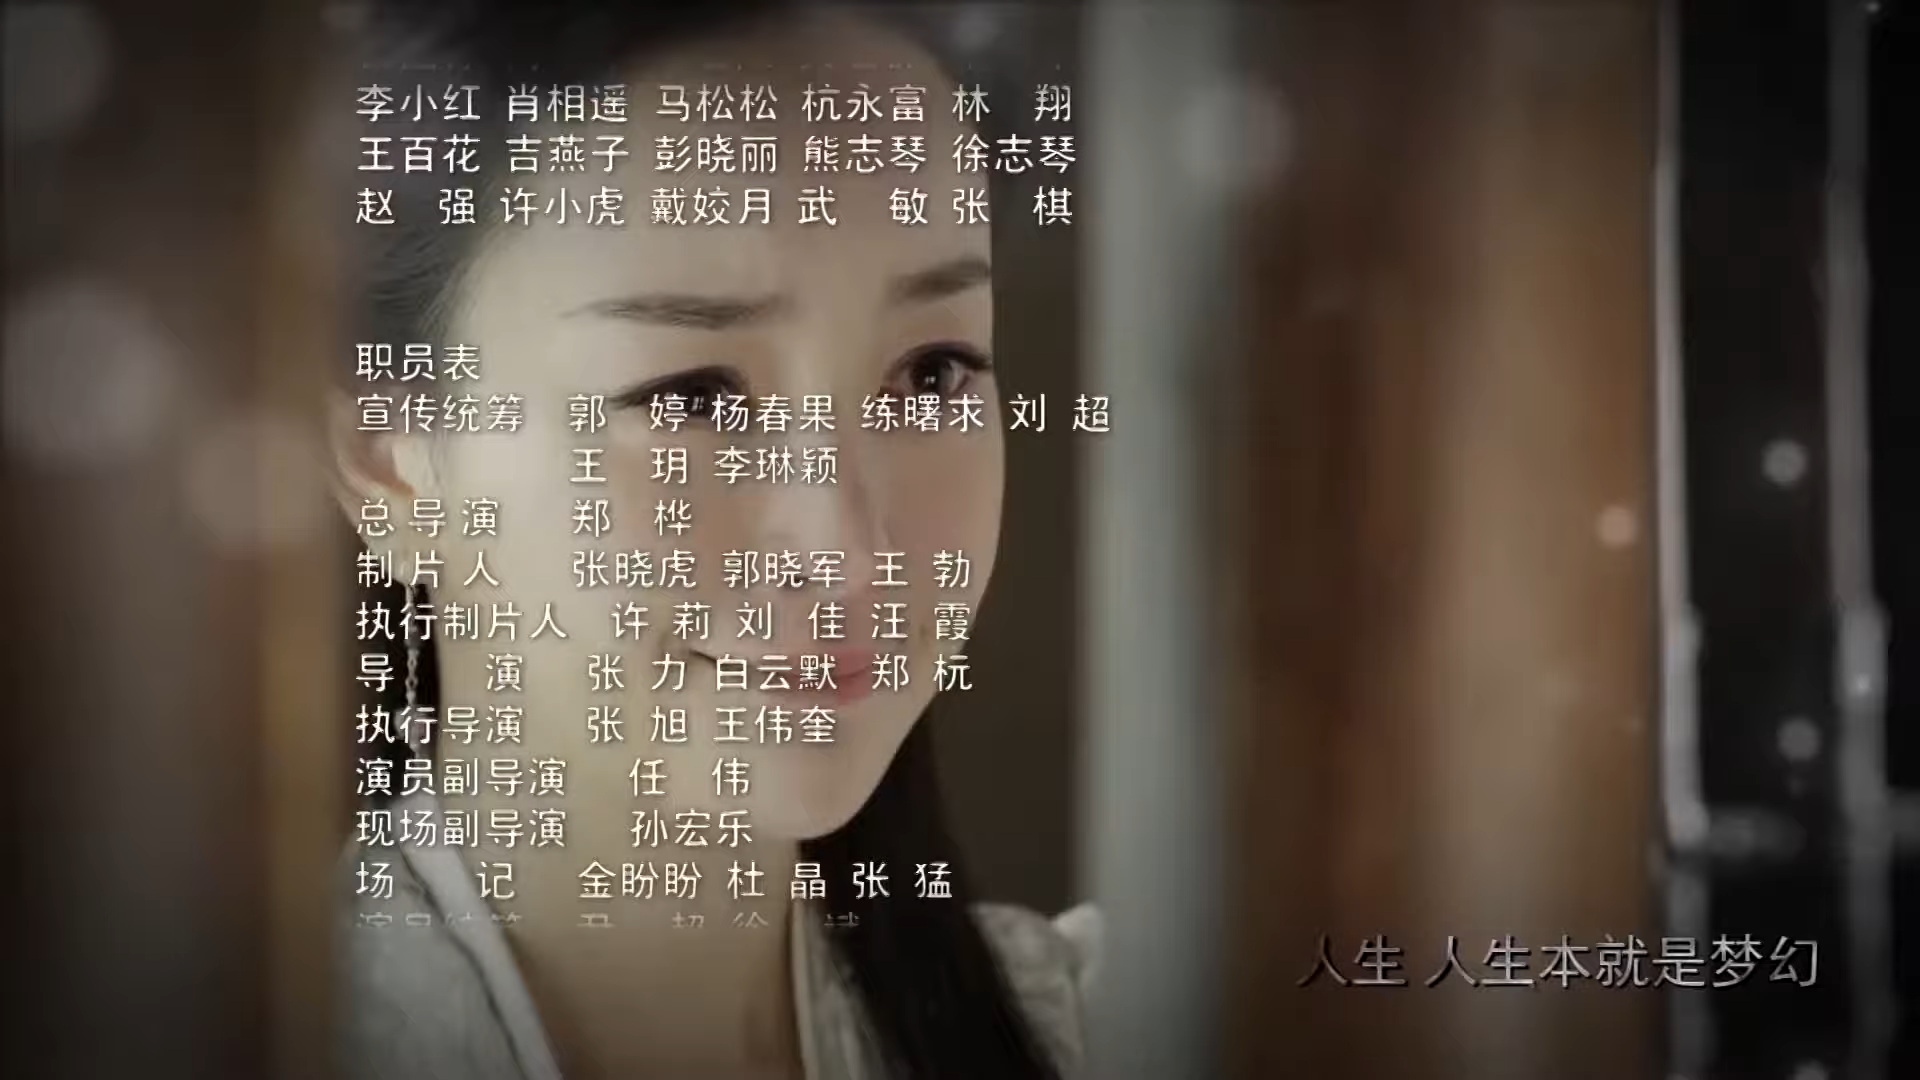 李小红 肖相遥 马松松 杭永富 林 翔
王百花 吉燕子 彭晓丽 熊志琴 徐志琴
赵 强 许小虎 戴姣月 武 敏 张 棋
职员表
宣传统筹 郭 婷 杨春果 练曙求 刘 超
王 玥 李琳颖
总导演 郑 桦
制片人 张晓虎 郭晓军 王 勃
执行制片人 许 莉 刘 佳 汪 霞
导 演 张 力 白云默 郑 杬
执行导演 张 旭 王伟奎
演员副导演 任 伟
现场副导演 孙宏乐
场 记 金盼盼 杜 晶 张 猛
人生 人生本就是梦幻